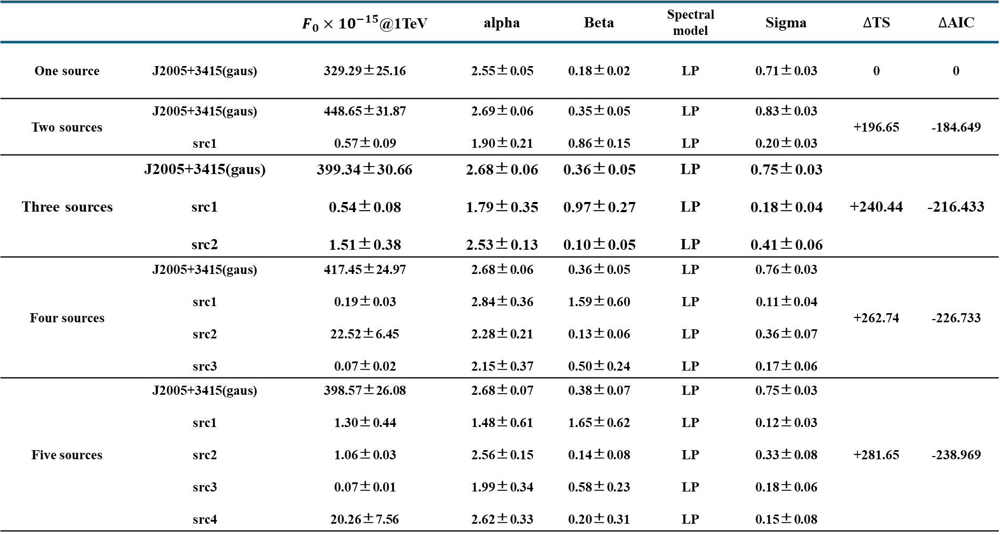 F₀ × 10⁻¹⁵@1TeV alpha Beta Spectral model Sigma ΔTS ΔAIC
One source J2005+3415(gaus) 329.29±25.16 2.55±0.05 0.18±0.02 LP 0.71±0.03 0 0
Two sources J2005+3415(gaus) 448.65±31.87 2.69±0.06 0.35±0.05 LP 0.83±0.03 +196.65 -184.649
src1 0.57±0.09 1.90±0.21 0.86±0.15 LP 0.20±0.03
J2005+3415(gaus) 399.34±30.66 2.68±0.06 0.36±0.05 LP 0.75±0.03
Three sources src1 0.54±0.08 1.79±0.35 0.97±0.27 LP 0.18±0.04 +240.44 -216.433
src2 1.51±0.38 2.53±0.13 0.10±0.05 LP 0.41±0.06
J2005+3415(gaus) 417.45±24.97 2.68±0.06 0.36±0.05 LP 0.76±0.03
src1 0.19±0.03 2.84±0.36 1.59±0.60 LP 0.11±0.04
Four sources +262.74 -226.733
src2 22.52±6.45 2.28±0.21 0.13±0.06 LP 0.36±0.07
src3 0.07±0.02 2.15±0.37 0.50±0.24 LP 0.17±0.06
J2005+3415(gaus) 398.57±26.08 2.68±0.07 0.38±0.07 LP 0.75±0.03
src1 1.30±0.44 1.48±0.61 1.65±0.62 LP 0.12±0.03
Five sources src2 1.06±0.03 2.56±0.15 0.14±0.08 LP 0.33±0.08 +281.65 -238.969
src3 0.07±0.01 1.99±0.34 0.58±0.23 LP 0.18±0.06
src4 20.26±7.56 2.62±0.33 0.20±0.31 LP 0.15±0.08